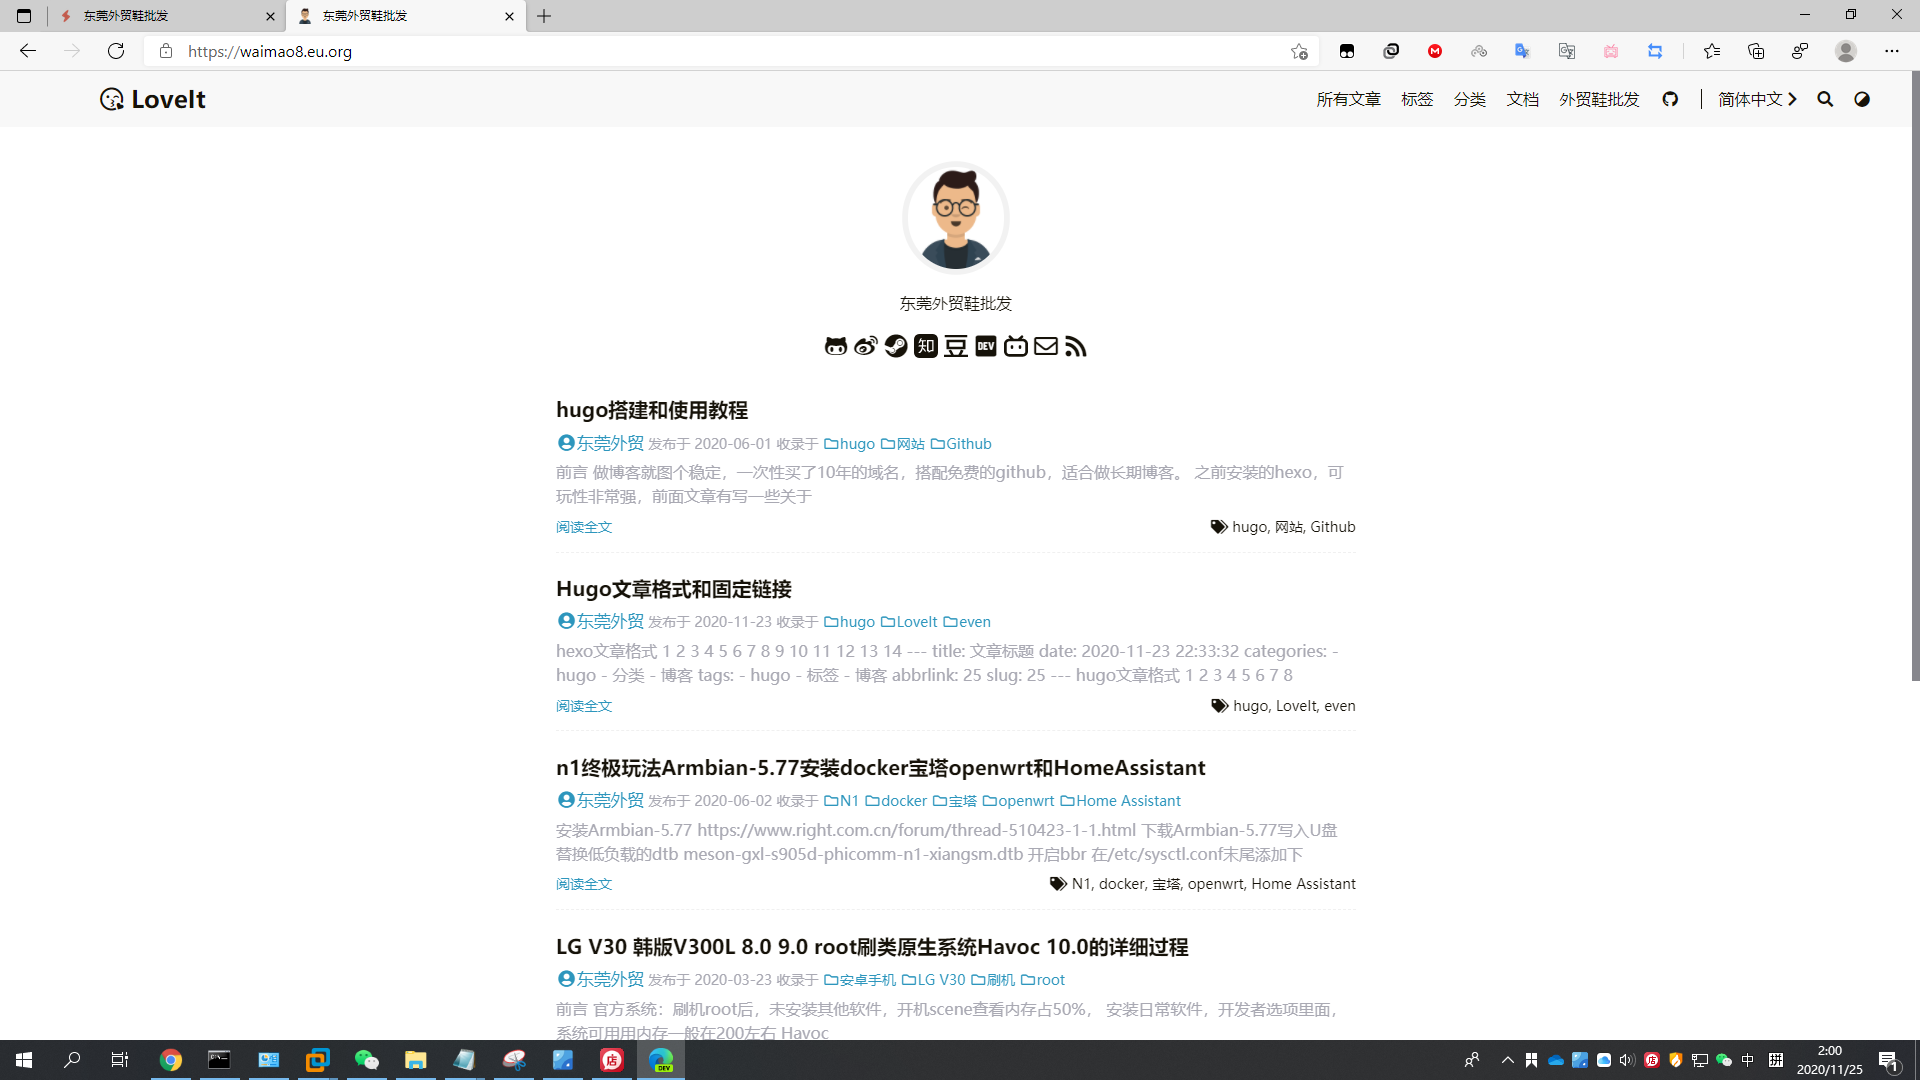 东莞外贸鞋批发
东莞外贸鞋批发
https://waimao8.eu.org
LoveIt
所有文章 标签 分类 文档 外贸鞋批发 简体中文
东莞外贸鞋批发
知 豆 DEV
hugo搭建和使用教程
东莞外贸 发布于 2020-06-01 收录于 hugo 网站 Github
前言 做博客就图个稳定，一次性买了10年的域名，搭配免费的github，适合做长期博客。 之前安装的hexo，可
玩性非常强，前面文章有写一些关于
阅读全文
hugo, 网站, Github
Hugo文章格式和固定链接
东莞外贸 发布于 2020-11-23 收录于 hugo LoveIt even
hexo文章格式 1 2 3 4 5 6 7 8 9 10 11 12 13 14 --- title: 文章标题 date: 2020-11-23 22:33:32 categories: -
hugo - 分类 - 博客 tags: - hugo - 标签 - 博客 abbrlink: 25 slug: 25 --- hugo文章格式 1 2 3 4 5 6 7 8
阅读全文
hugo, LoveIt, even
n1终极玩法Armbian-5.77安装docker宝塔openwrt和HomeAssistant
东莞外贸 发布于 2020-06-02 收录于 N1 docker 宝塔 openwrt Home Assistant
安装Armbian-5.77 https://www.right.com.cn/forum/thread-510423-1-1.html 下载Armbian-5.77写入U盘
替换低负载的dtb meson-gxl-s905d-phicomm-n1-xiangsm.dtb 开启bbr 在/etc/sysctl.conf末尾添加下
阅读全文
N1, docker, 宝塔, openwrt, Home Assistant
LG V30 韩版V300L 8.0 9.0 root刷类原生系统Havoc 10.0的详细过程
东莞外贸 发布于 2020-03-23 收录于 安卓手机 LG V30 刷机 root
前言 官方系统：刷机root后，未安装其他软件，开机scene查看内存占50%， 安装日常软件，开发者选项里面，
系统可用用内存一般在200左右 Havoc
店 DEV 店 中 拼
2:00
2020/11/25
1